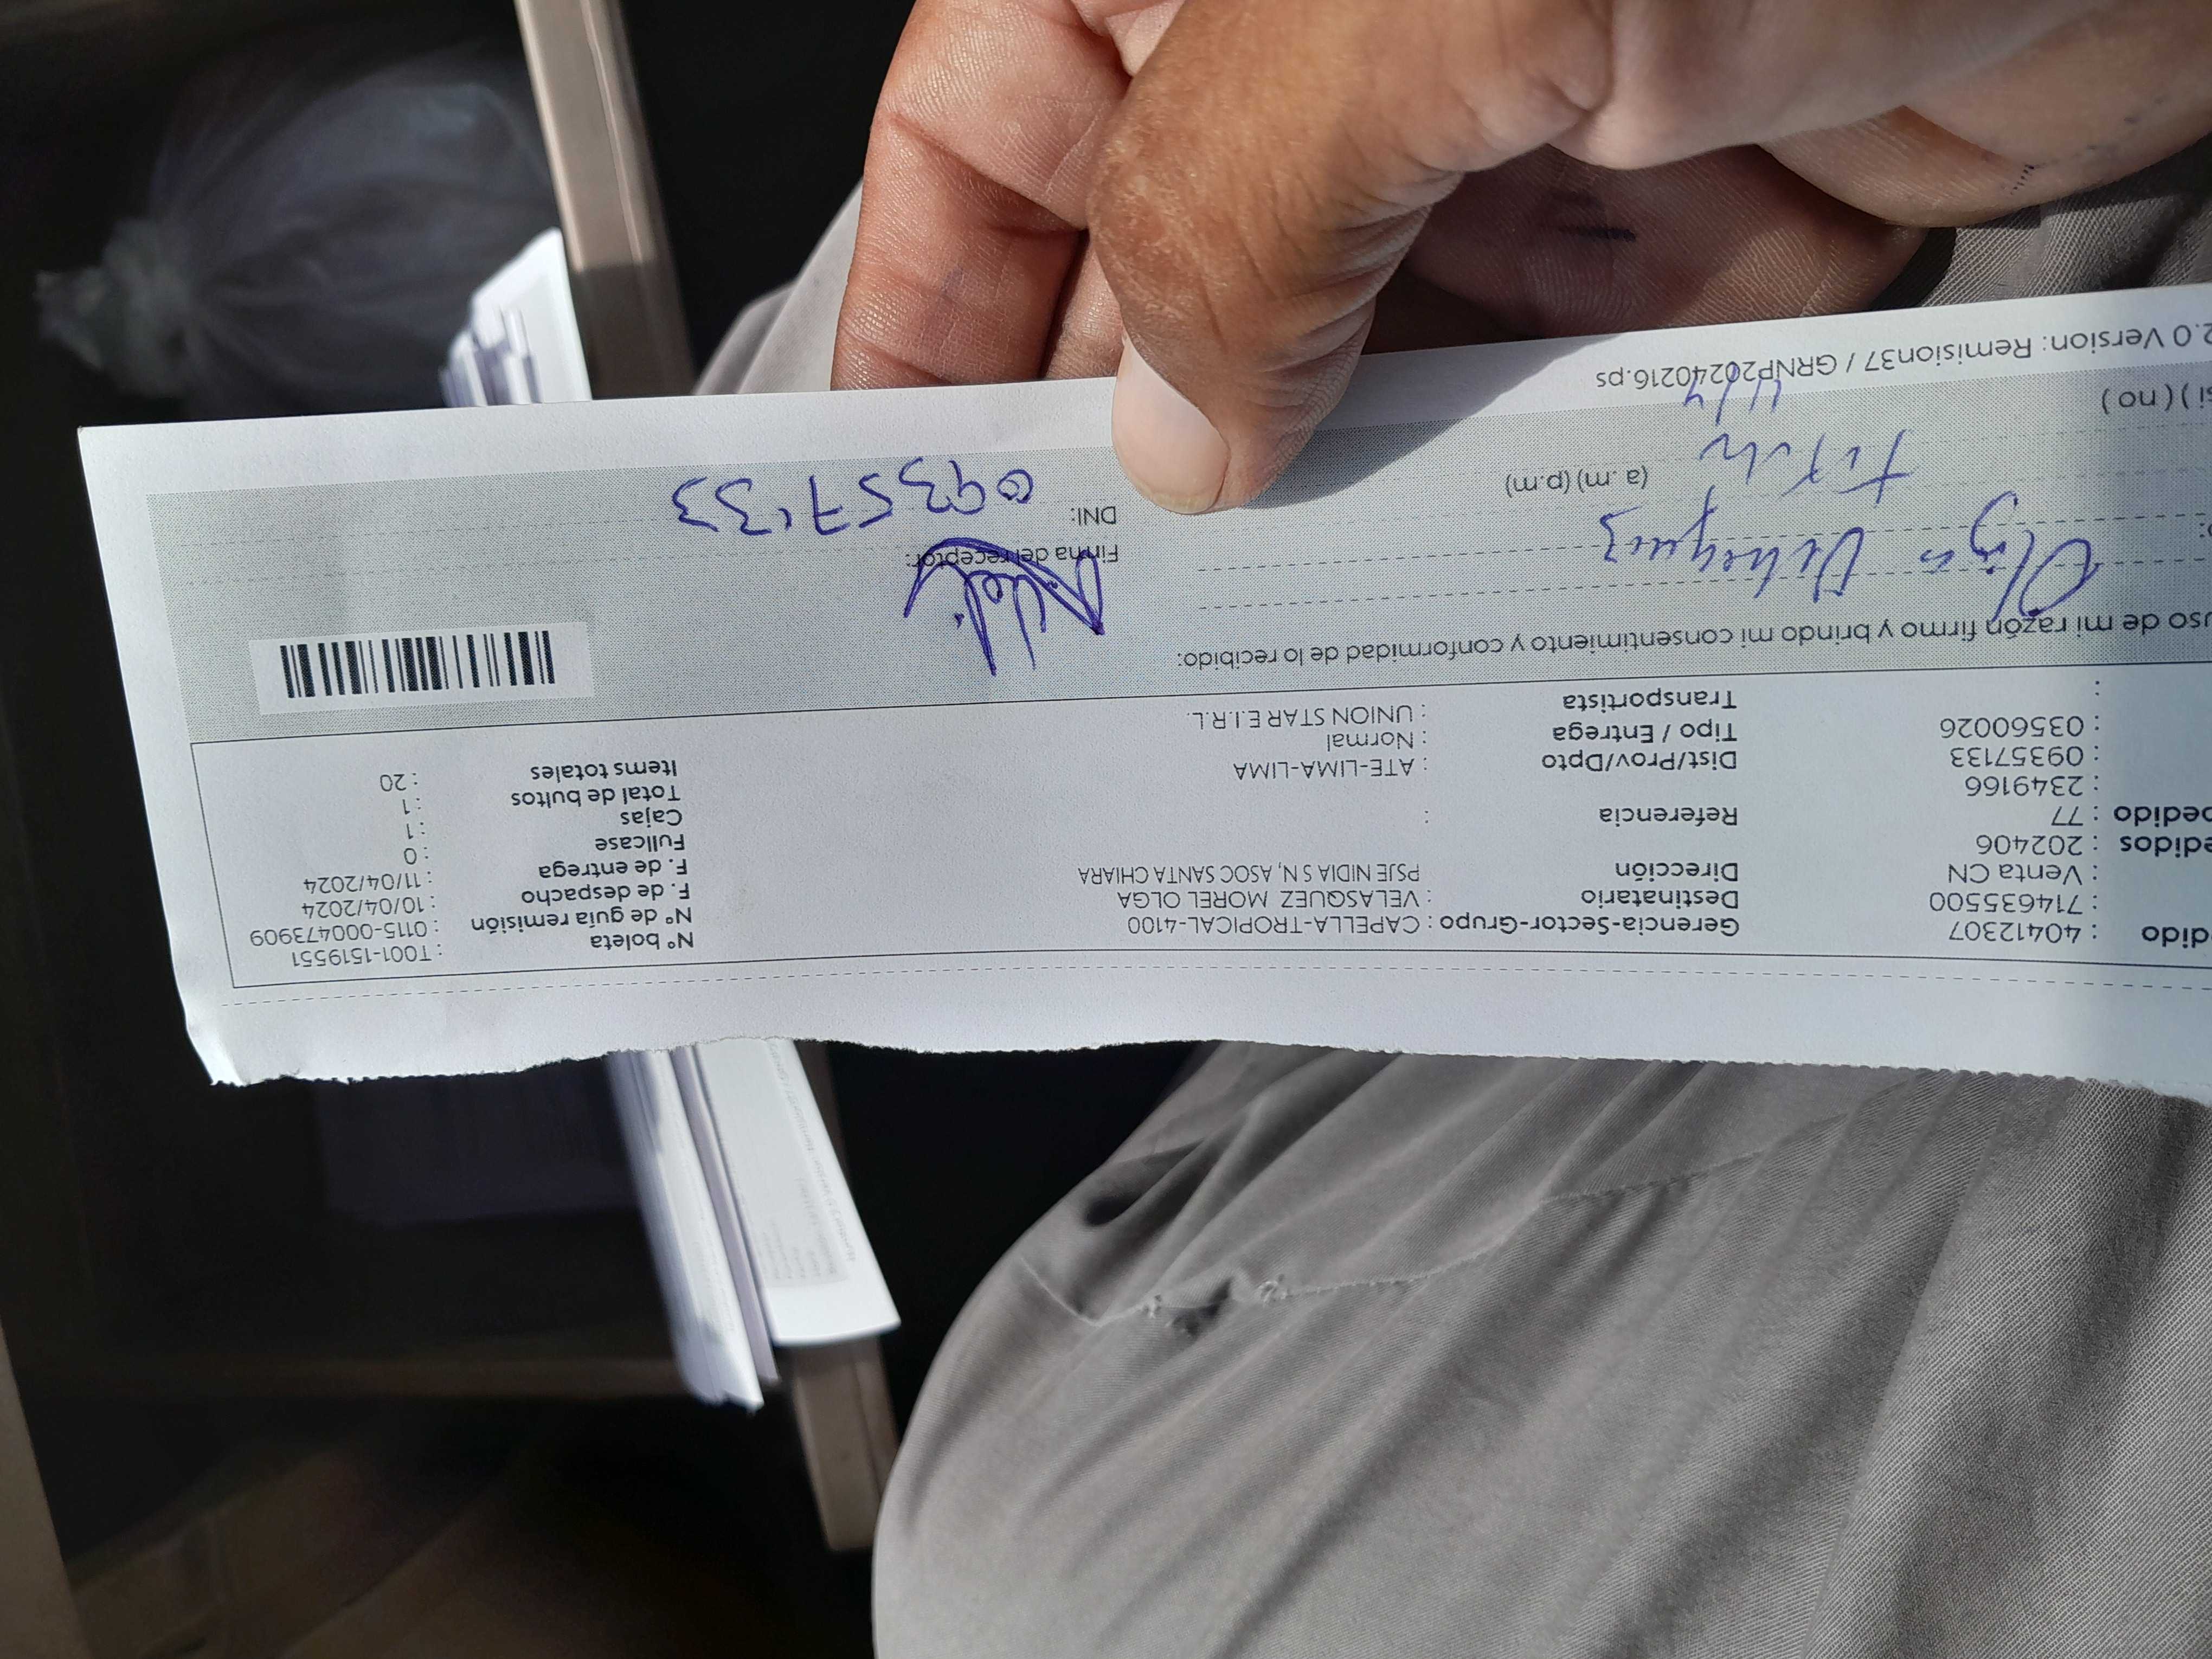 dido : 40412307 Gerencia-Sector-Grupo : CAPELLA-TROPICAL-4100 N° boleta : T001-1519551
: 714635500 Destinatario : VELASQUEZ MOREL OLGA N° de guía remisión : 0115-000473909
: Venta CN Dirección PSJE NIDIA S N, ASOC SANTA CHIARA F. de despacho : 10/04/2024
edidos : 202406 F. de entrega : 11/04/2024
pedido : 77 Referencia : Fullcase : 0
: 2349166 Cajas : 1
: 09357133 Dist/Prov/Dpto : ATE-LIMA-LIMA Total de bultos : 1
: 03560026 Tipo / Entrega : Normal Items totales : 20
: Transportista : UNION STAR E.I.R.L.
uso de mi razón firmo y brindo mi consentimiento y conformidad de lo recibido:
Olga Velasquez Firma del receptor:
(a.m) (p.m) DNI: 09357133
si ) ( no ) 11/4
2.0 Version: Remision37 / GRNP20240216.ps